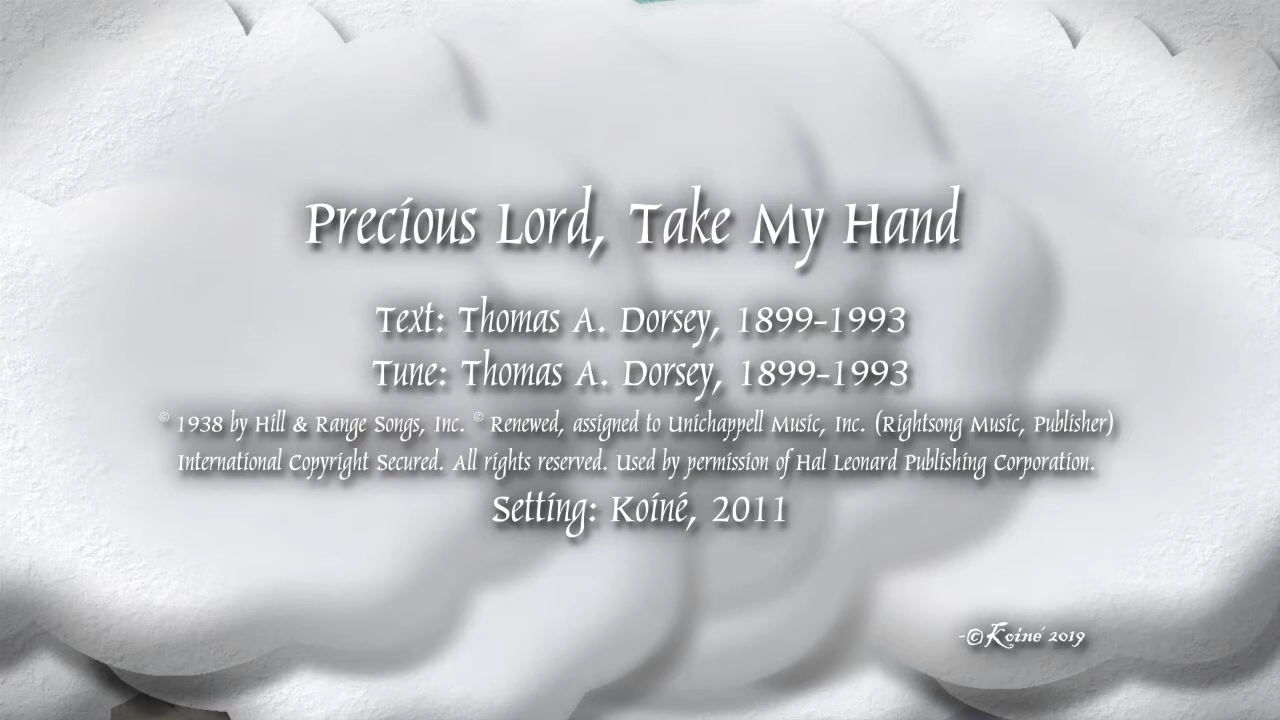 Precious Lord, Take My Hand
Text: Thomas A. Dorsey, 1899-1993
Tune: Thomas A. Dorsey, 1899-1993
© 1938 by Hill & Range Songs, Inc. © Renewed, assigned to Unichappell Music, Inc. (Rightsong Music, Publisher)
International Copyright Secured. All rights reserved. Used by permission of Hal Leonard Publishing Corporation.
Setting: Koiné, 2011
-©Koiné 2019